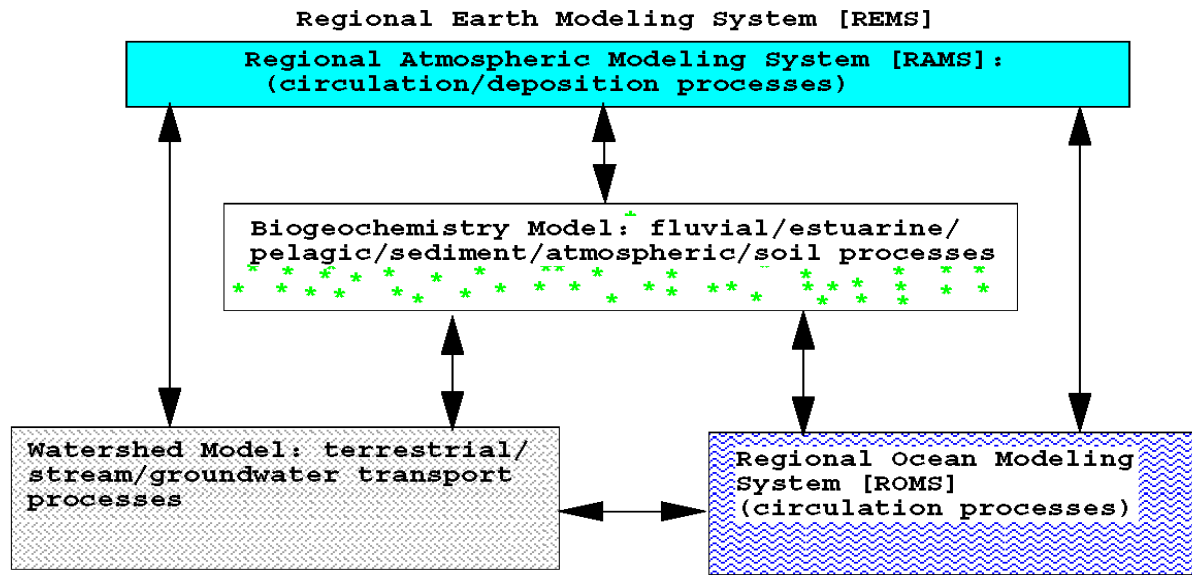 Regional Earth Modeling System [REMS]
Regional Atmospheric Modeling System [RAMS]:
(circulation/deposition processes)
Biogeochemistry Model: fluvial/estuarine/
pelagic/sediment/atmospheric/soil processes
Watershed Model: terrestrial/
stream/groundwater transport
processes
Regional Ocean Modeling
System [ROMS]
(circulation processes)